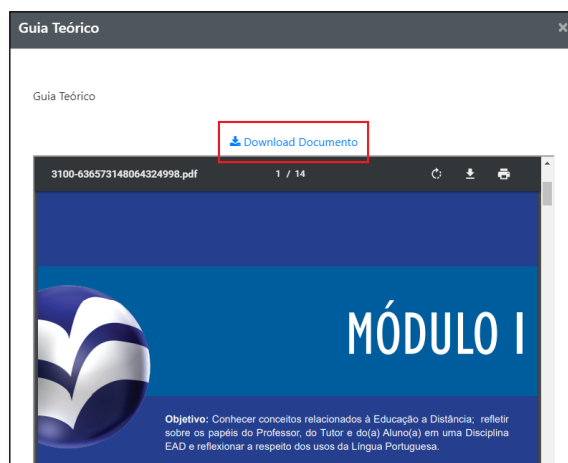 Guia Teórico
Guia Teórico
Download Documento
3100-636573148064324998.pdf 1 / 14
MÓDULO I
Objetivo: Conhecer conceitos relacionados à Educação a Distância; refletir
sobre os papéis do Professor, do Tutor e do(a) Aluno(a) em uma Disciplina
EAD e reflexionar a respeito dos usos da Língua Portuguesa.